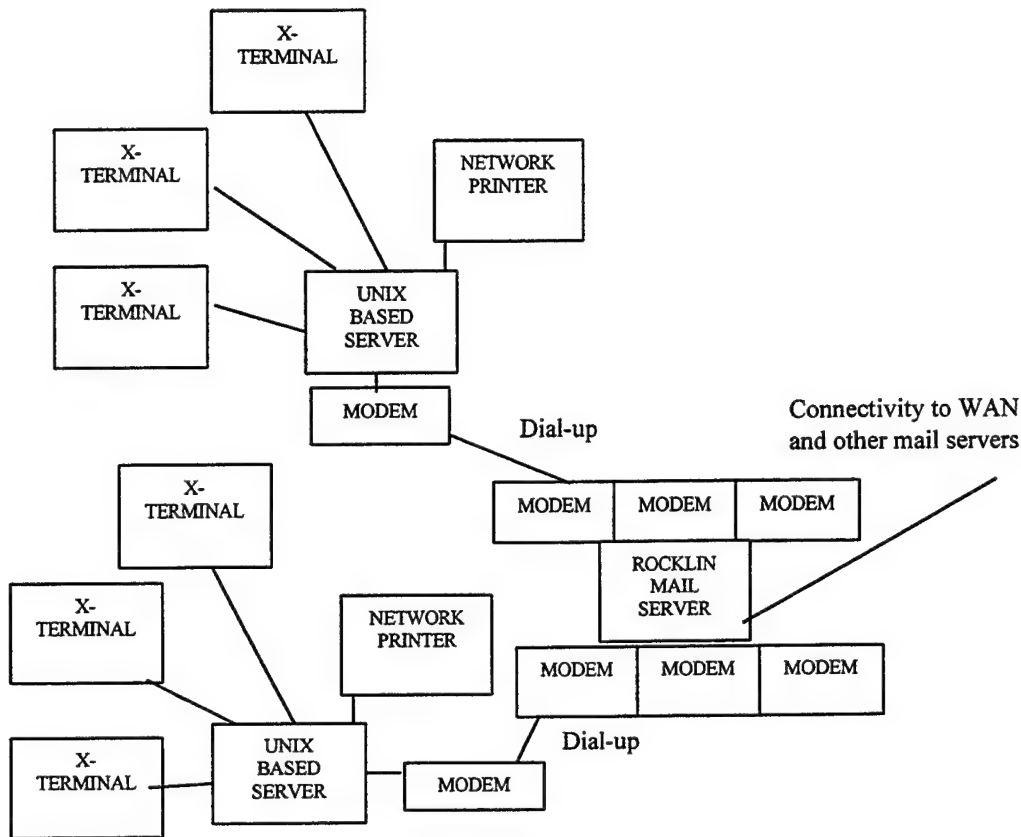 X-
TERMINAL
X-
TERMINAL
NETWORK
PRINTER
X-
TERMINAL
UNIX
BASED
SERVER
MODEM
Dial-up
Connectivity to WAN
and other mail servers
MODEM
MODEM
MODEM
ROCKLIN
MAIL
SERVER
MODEM
MODEM
MODEM
Dial-up
X-
TERMINAL
X-
TERMINAL
NETWORK
PRINTER
X-
TERMINAL
UNIX
BASED
SERVER
MODEM